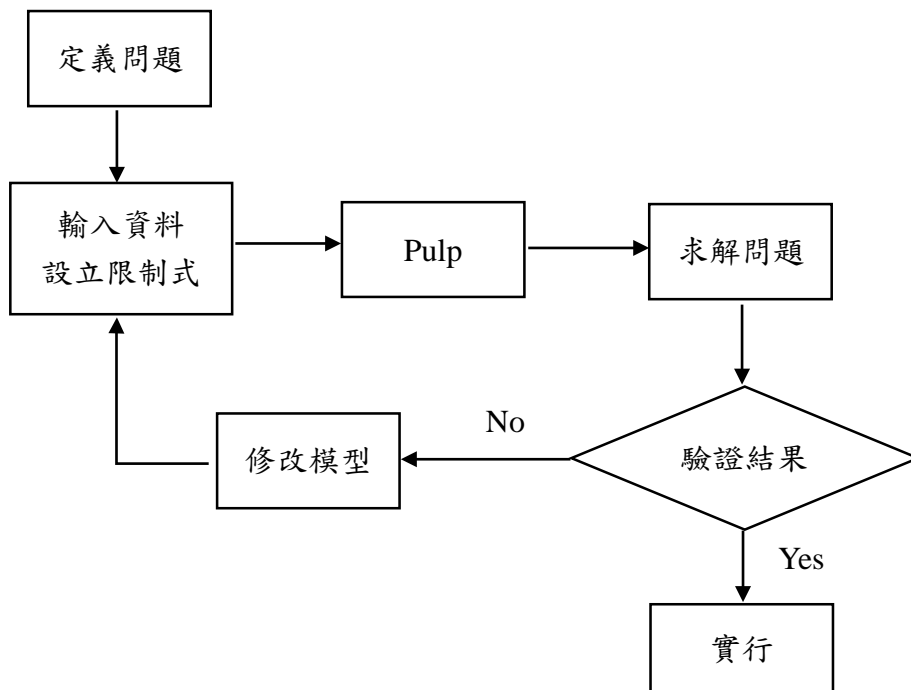 定義問題
輸入資料
設立限制式
Pulp
求解問題
No
修改模型
驗證結果
Yes
實行